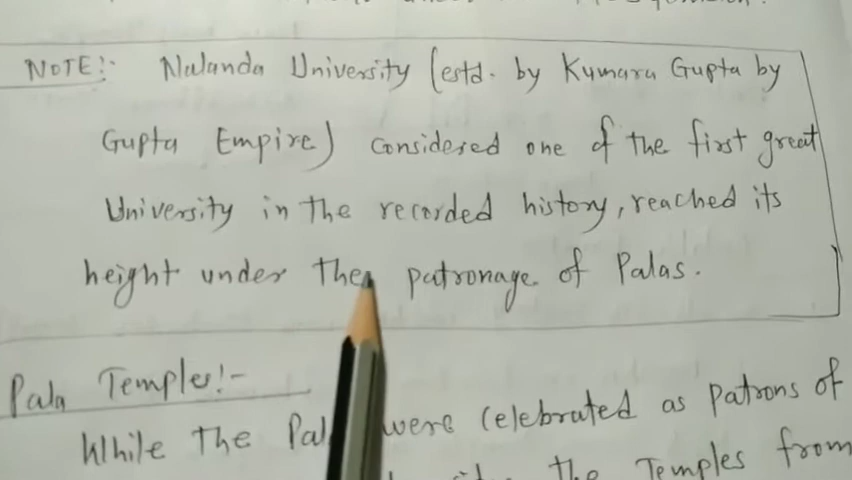 NOTE:- Nalanda University (estd. by Kumara Gupta by
Gupta Empire) Considered one of the first great
University in the recorded history, reached its
height under the patronage of Palas.
Pala Temples:-
While The Pal were Celebrated as Patrons of
the Temples from